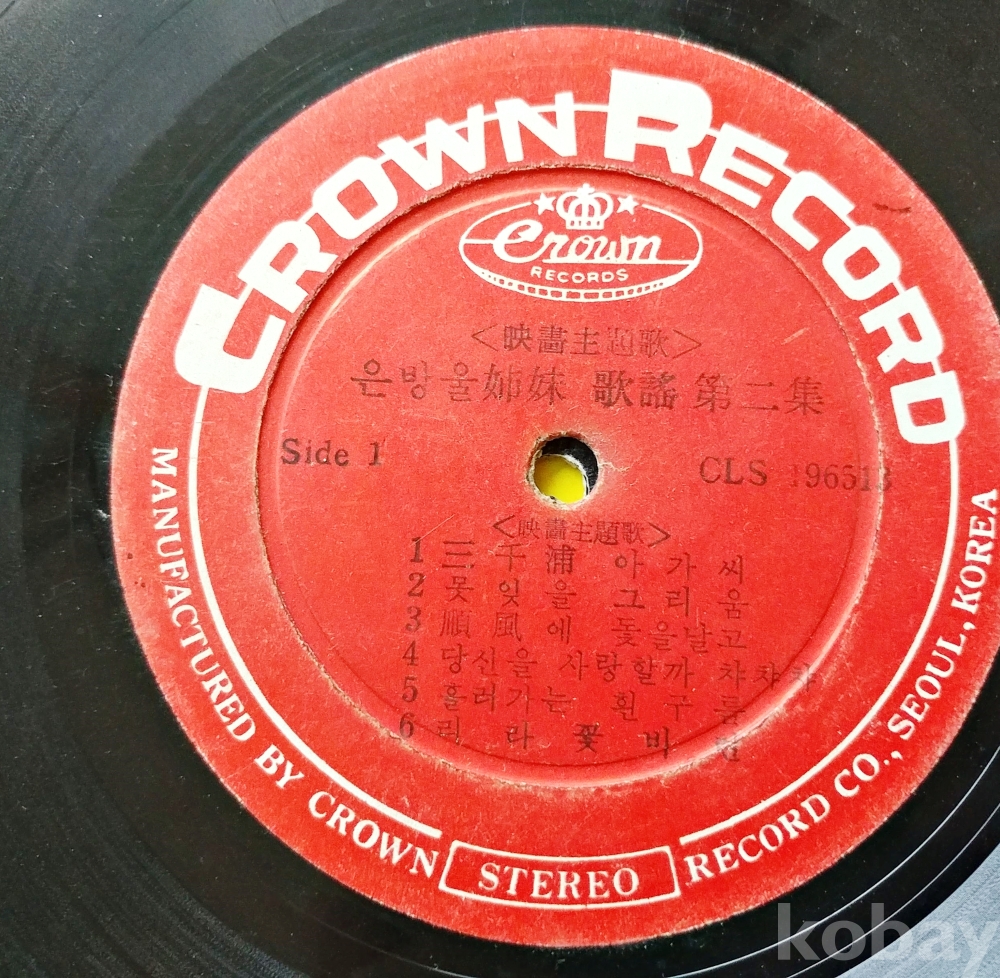 CROWN RECORD
Crown
RECORDS
<映畵主題歌>
은방울姉妹 歌謠 第二集
Side 1
CLS 196513
<映畵主題歌>
1 三千浦 아가씨
2 못잊을 그리움
3 順風에 돛을날고
4 당신을 사랑할까 챠챠챠
5 흘러가는 흰구름
6 리라꽃 비련
MANUFACTURED BY CROWN RECORD CO., SEOUL, KOREA
STEREO
kobay